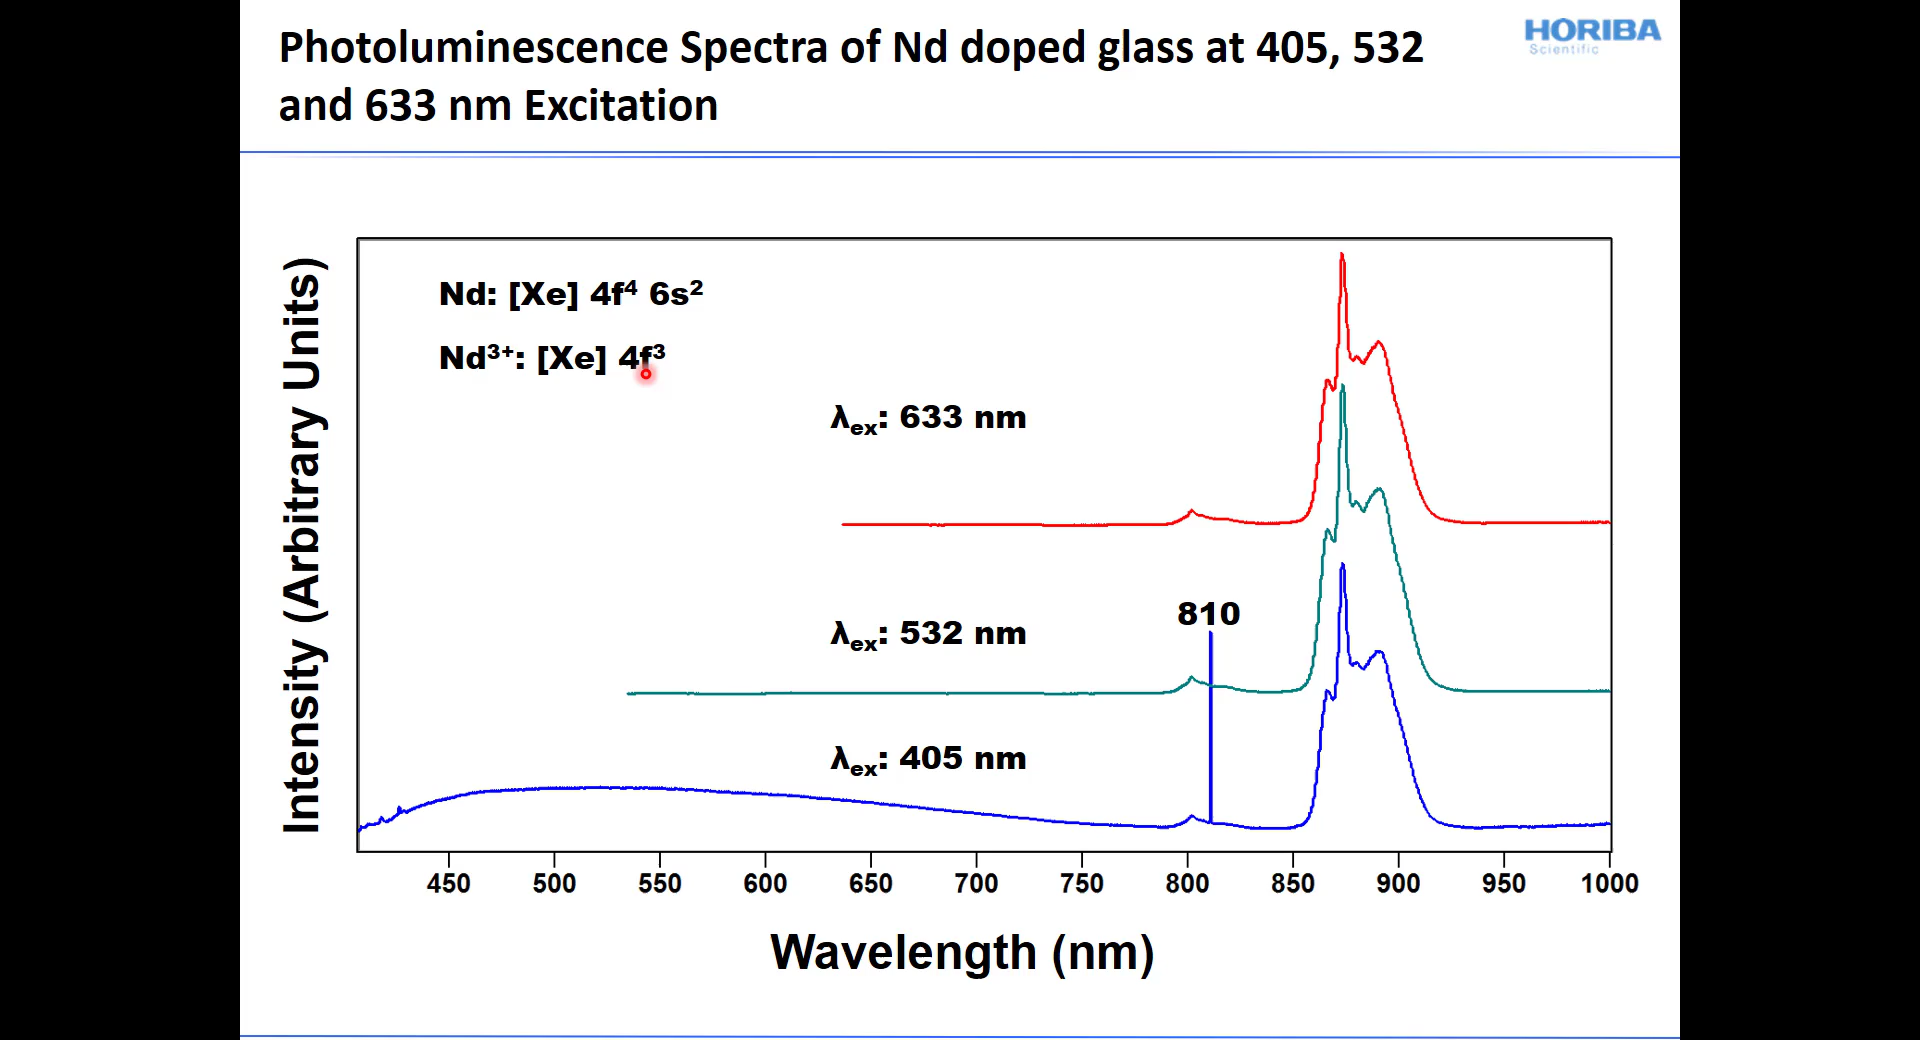 Photoluminescence Spectra of Nd doped glass at 405, 532
and 633 nm Excitation
HORIBA
Scientific
Intensity (Arbitrary Units)
Nd: [Xe] 4f⁴ 6s²
Nd³⁺: [Xe] 4f³
λex: 633 nm
810
λex: 532 nm
λex: 405 nm
450 500 550 600 650 700 750 800 850 900 950 1000
Wavelength (nm)